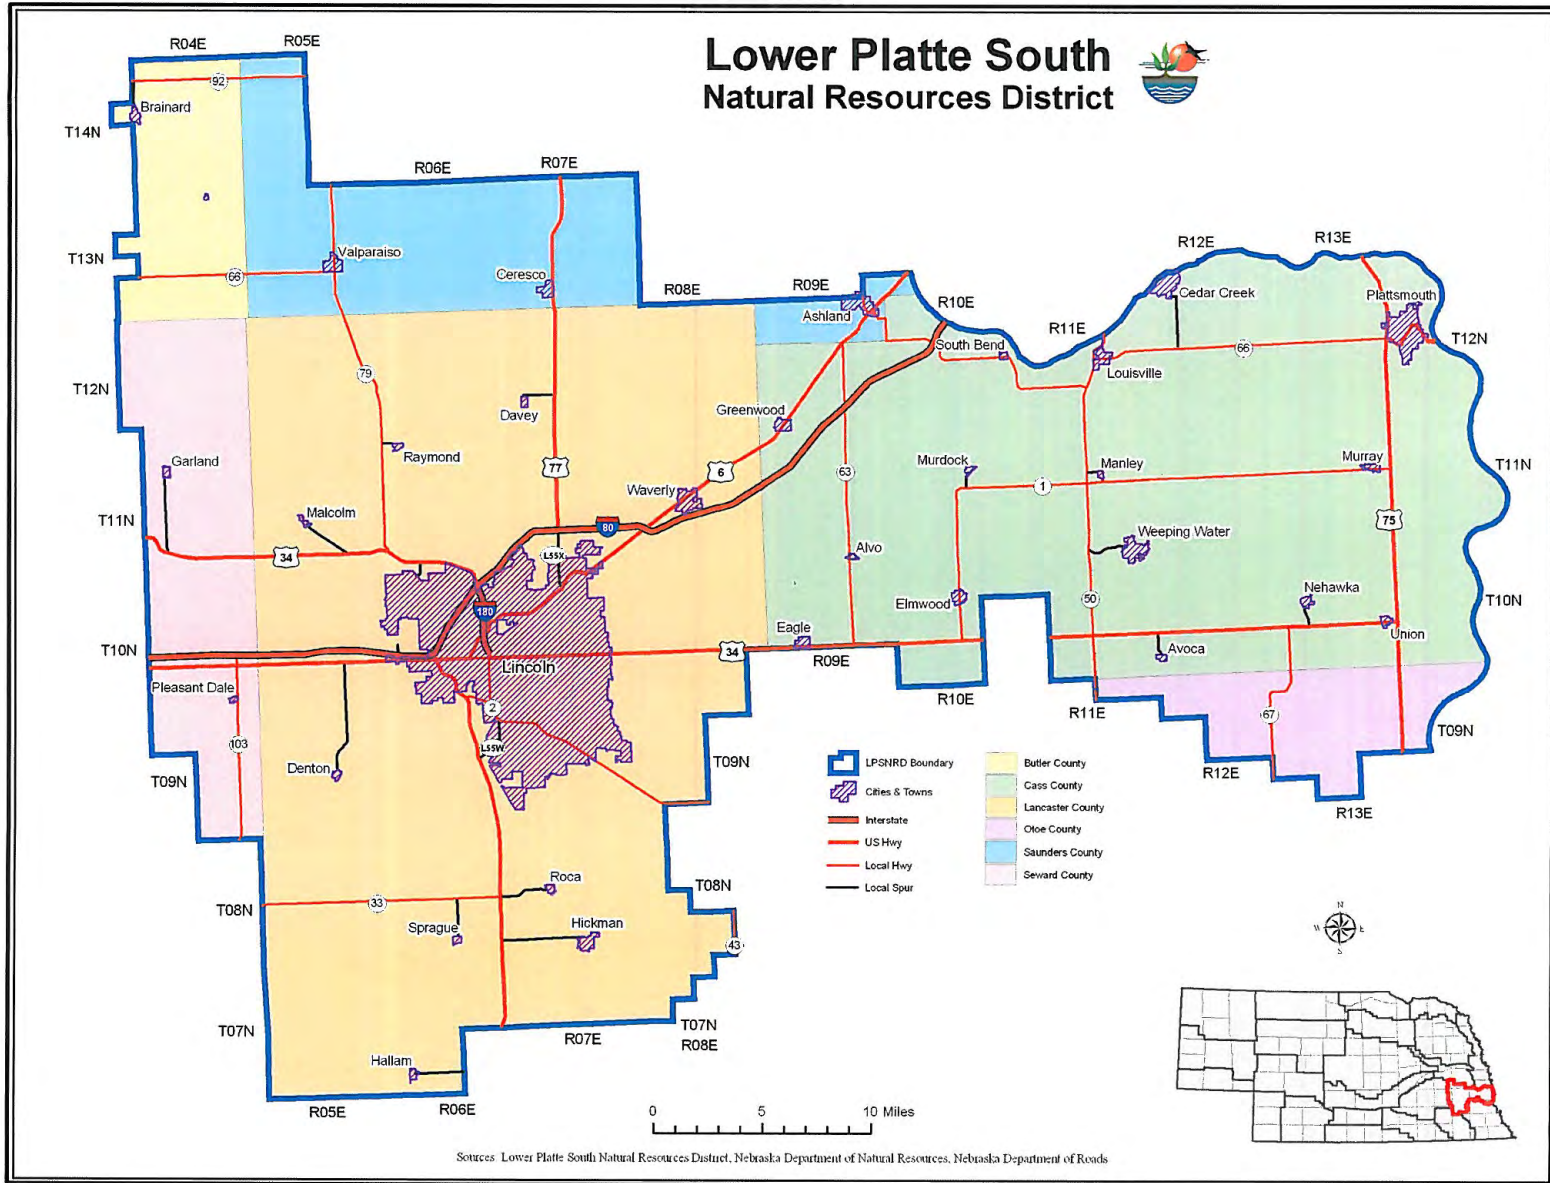 Lower Platte South
Natural Resources District
R04E
R05E
92
Brainard
T14N
R06E
R07E
T13N
Valparaiso
66
Ceresco
R08E
R09E
Ashland
R10E
R12E
R13E
Cedar Creek
Plattsmouth
R11E
South Bend
66
T12N
Louisville
T12N
79
Davey
Greenwood
Raymond
Garland
77
6
63
Murdock
Manley
Murray
T11N
1
Waverly
T11N
Malcolm
80
75
34
L55X
Alvo
Weeping Water
180
Elmwood
50
Nehawka
T10N
Eagle
Union
T10N
34
R09E
Avoca
Lincoln
Pleasant Dale
R10E
R11E
2
67
103
L55W
T09N
T09N
Denton
T09N
R12E
R13E
LPSNRD Boundary
Cities & Towns
Interstate
US Hwy
Local Hwy
Local Spur
Butler County
Cass County
Lancaster County
Otoe County
Saunders County
Seward County
Roca
T08N
T08N
33
Sprague
Hickman
43
N
W
E
S
T07N
T07N
R07E
R08E
Hallam
R05E
R06E
0 5 10 Miles
Sources: Lower Platte South Natural Resources District, Nebraska Department of Natural Resources, Nebraska Department of Roads